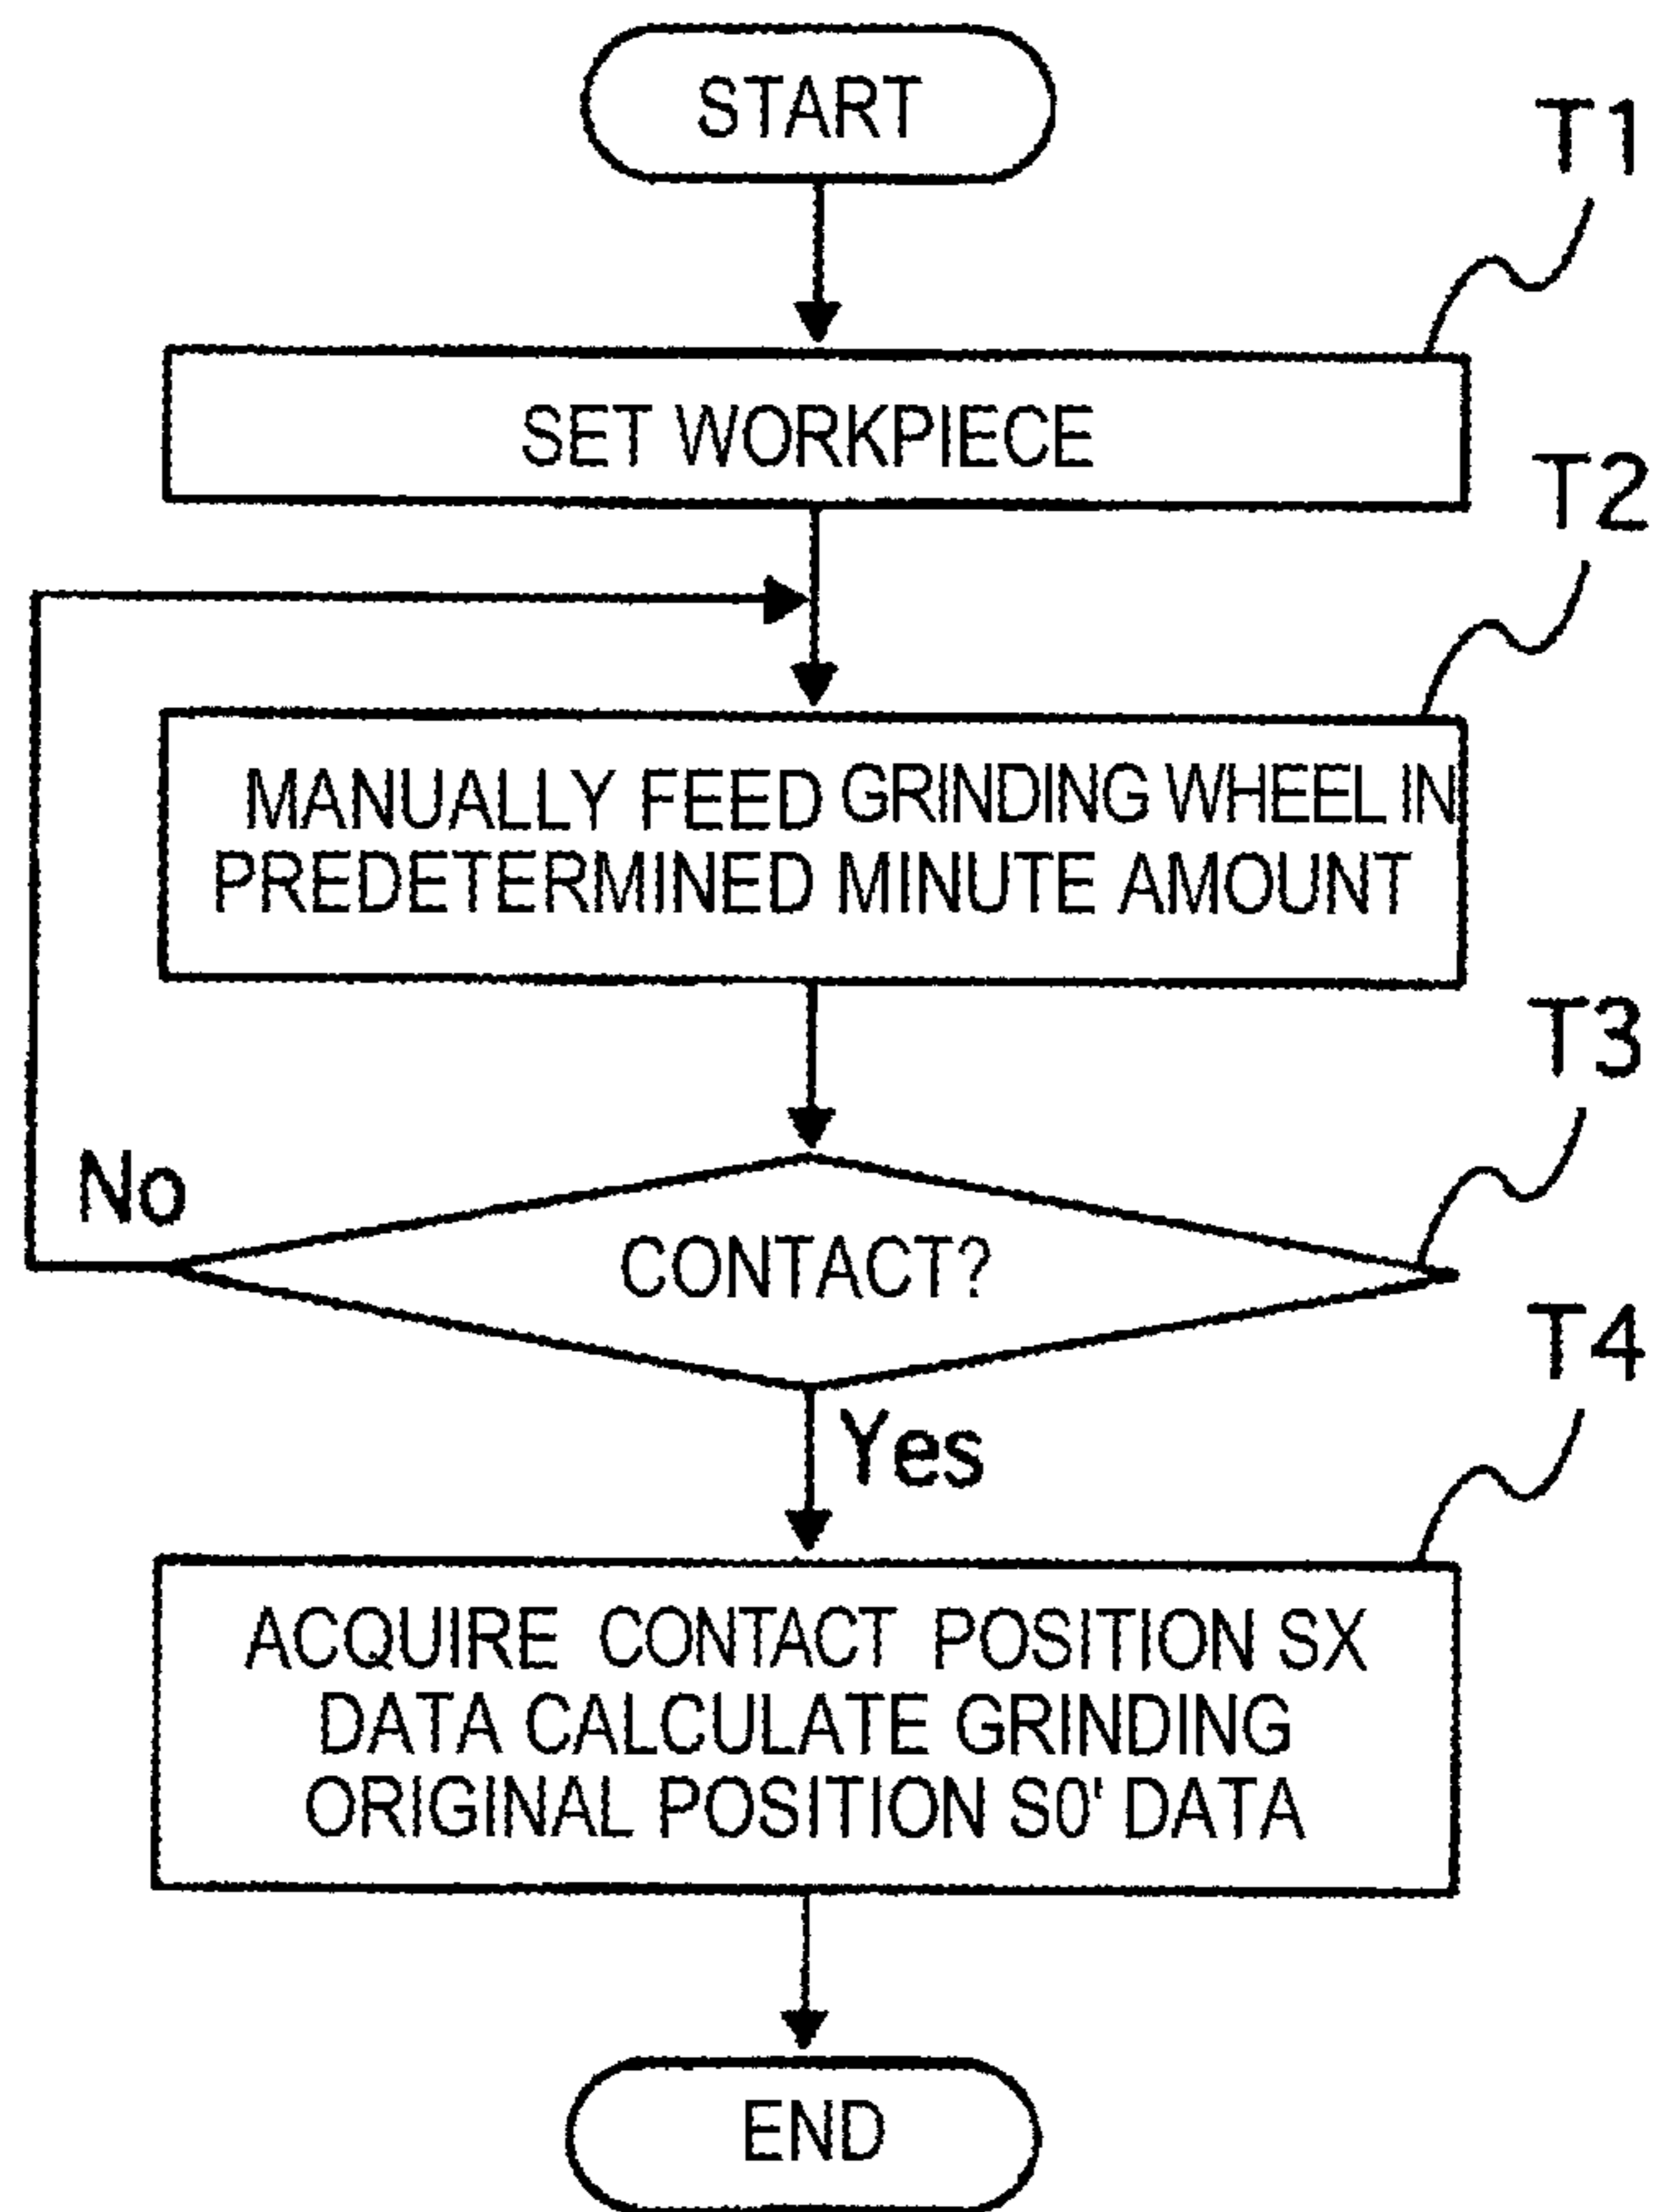 START
T1
SET WORKPIECE
T2
MANUALLY FEED GRINDING WHEEL IN
PREDETERMINED MINUTE AMOUNT
T3
No
CONTACT?
T4
Yes
ACQUIRE CONTACT POSITION SX
DATA CALCULATE GRINDING
ORIGINAL POSITION S0' DATA
END